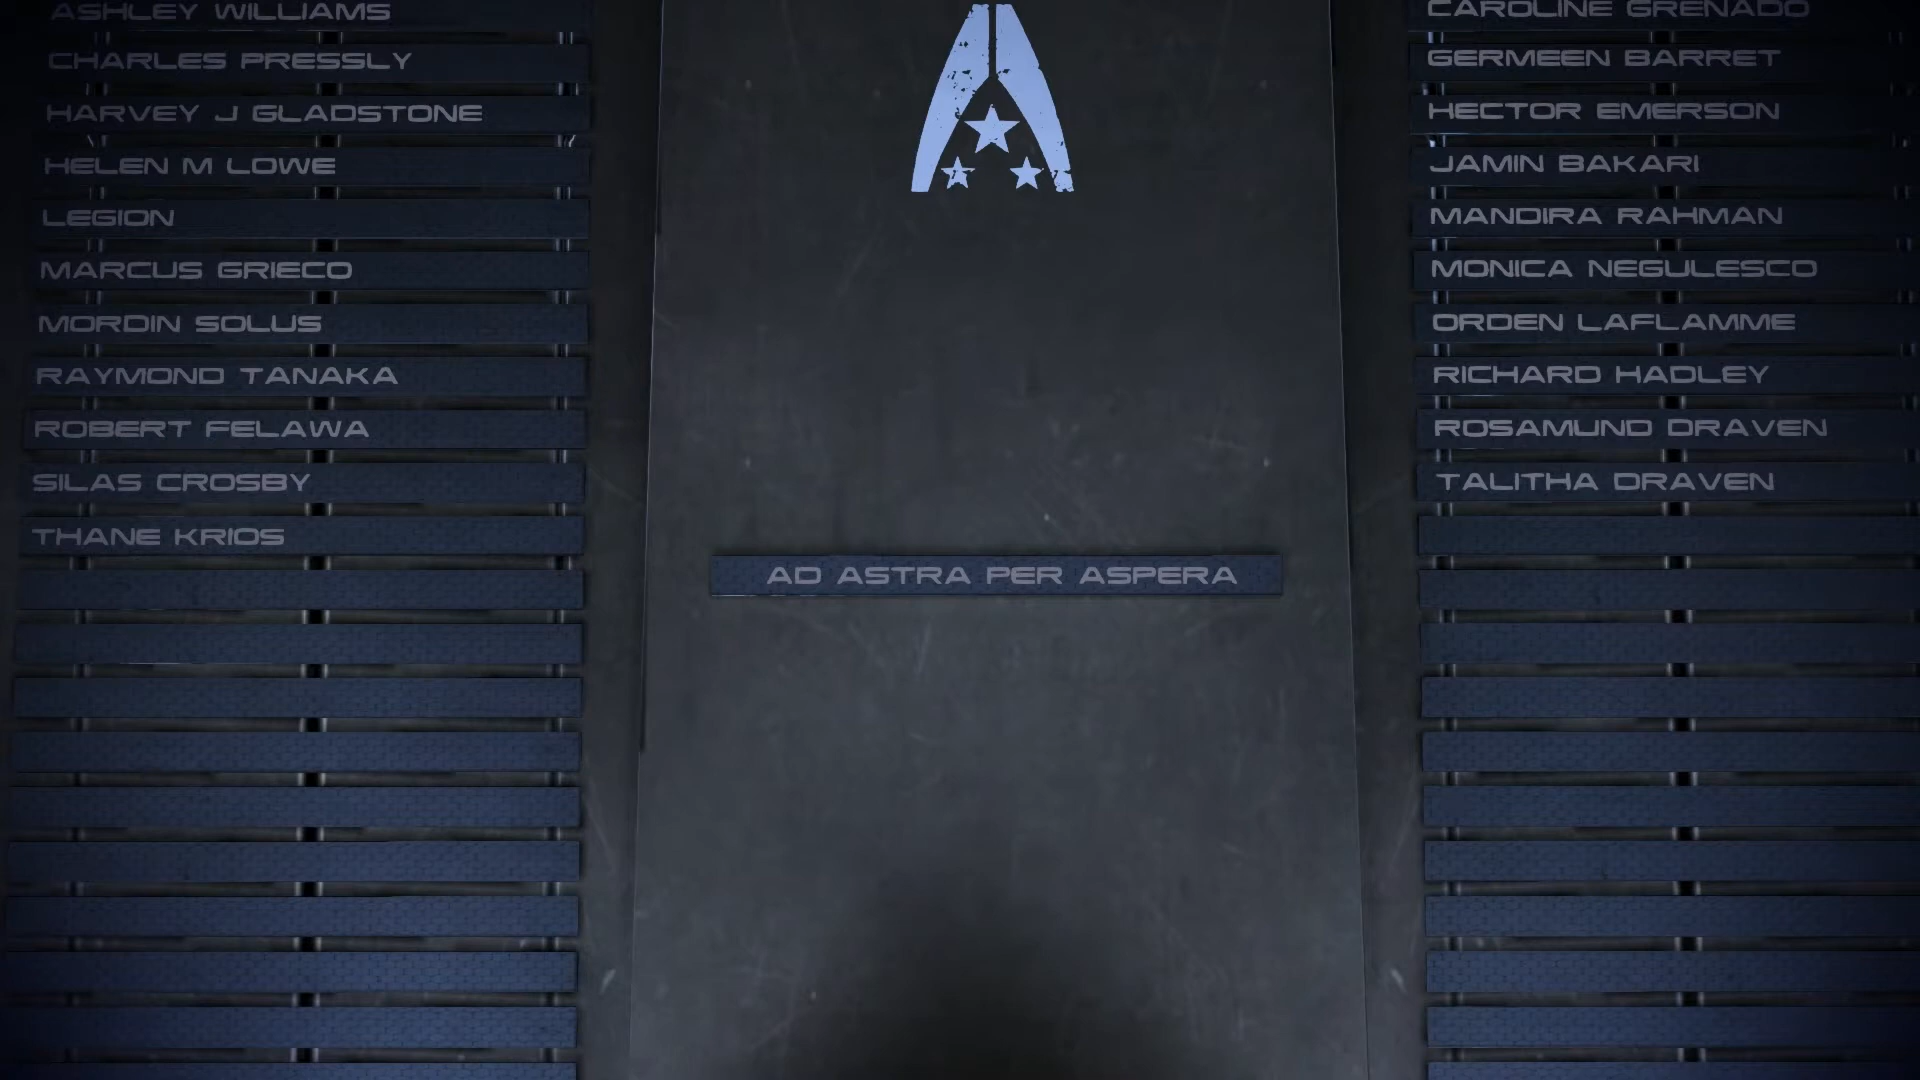 ASHLEY WILLIAMS
CHARLES PRESSLY
HARVEY J GLADSTONE
HELEN M LOWE
LEGION
MARCUS GRIECO
MORDIN SOLUS
RAYMOND TANAKA
ROBERT FELAWA
SILAS CROSBY
THANE KRIOS
AD ASTRA PER ASPERA
CAROLINE GRENADO
GERMEEN BARRET
HECTOR EMERSON
JAMIN BAKARI
MANDIRA RAHMAN
MONICA NEGULESCO
ORDEN LAFLAMME
RICHARD HADLEY
ROSAMUND DRAVEN
TALITHA DRAVEN